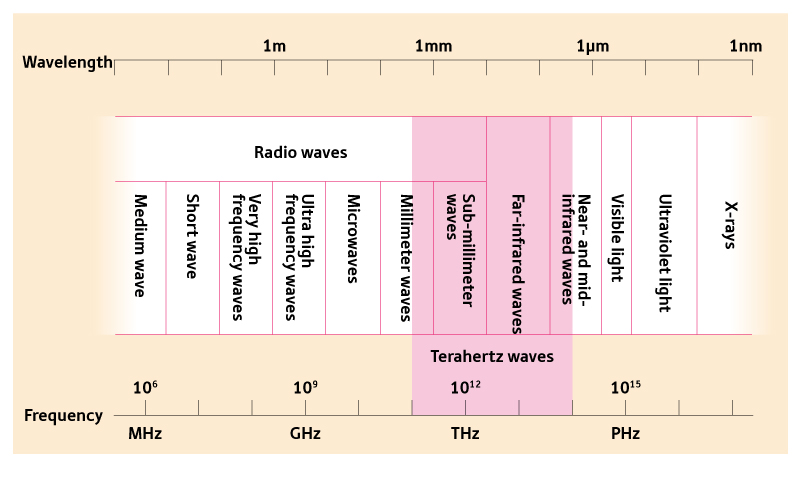 1m 1mm 1μm 1nm
Wavelength
Radio waves
Medium wave
Short wave
Very high
frequency waves
Ultra high
frequency waves
Microwaves
Millimeter waves
Sub-millimeter
waves
Far-infrared waves
Near- and mid-
infrared waves
Visible light
Ultraviolet light
X-rays
Terahertz waves
10⁶ 10⁹ 10¹² 10¹⁵
Frequency
MHz GHz THz PHz